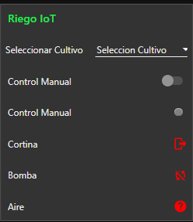 Riego IoT
Seleccionar Cultivo Seleccion Cultivo
Control Manual
Control Manual
Cortina
Bomba
Aire